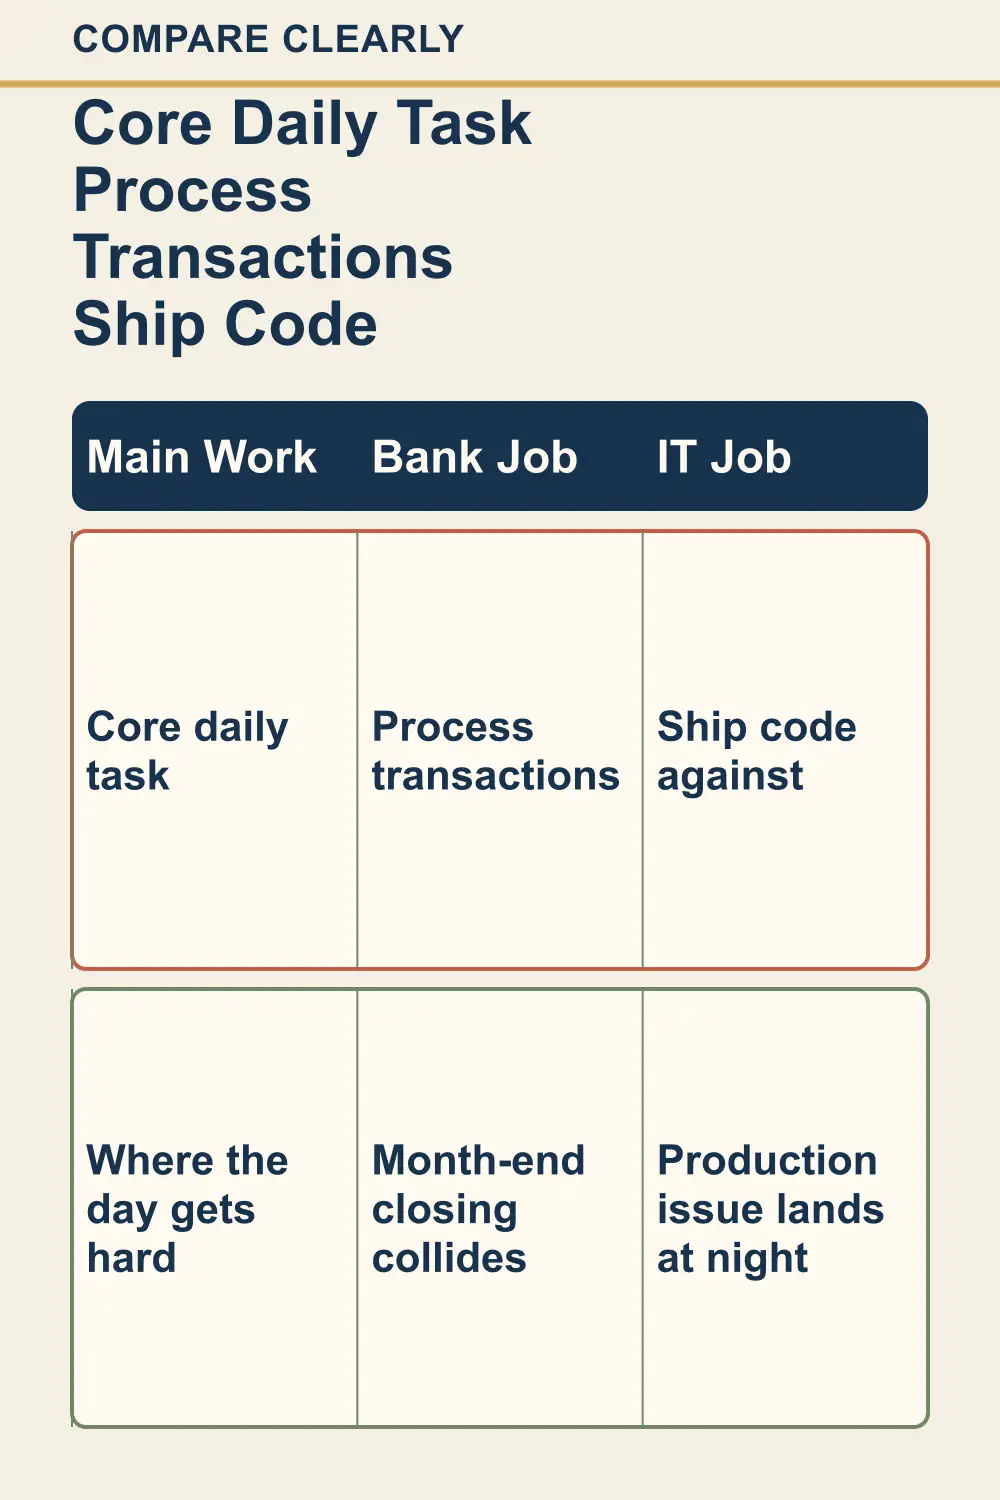 COMPARE CLEARLY
Core Daily Task
Process
Transactions
Ship Code
Main Work Bank Job IT Job
Core daily
task
Process
transactions
Ship code
against
Where the
day gets
hard
Month-end
closing
collides
Production
issue lands
at night